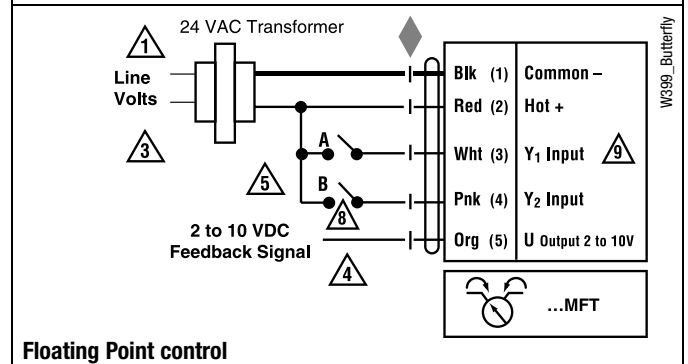 24 VAC Transformer
1
Line
Volts
3
Blk (1) Common –
Red (2) Hot +
A
Wht (3) Y₁ Input 9
5
B
8
Pnk (4) Y₂ Input
2 to 10 VDC
Feedback Signal
4
Org (5) U Output 2 to 10V
W399_Butterfly
...MFT
Floating Point control